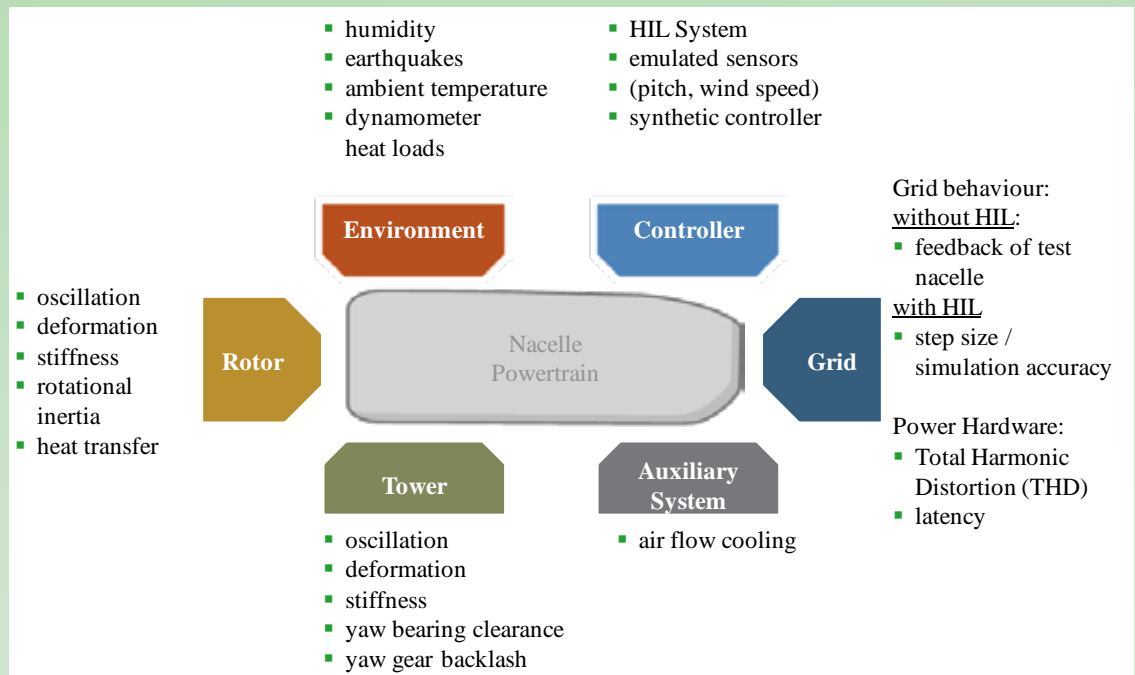 ▪ humidity
▪ earthquakes
▪ ambient temperature
▪ dynamometer
heat loads
▪ HIL System
▪ emulated sensors
▪ (pitch, wind speed)
▪ synthetic controller
Environment
Controller
▪ oscillation
▪ deformation
▪ stiffness
▪ rotational
inertia
▪ heat transfer
Rotor
Nacelle
Powertrain
Grid
Grid behaviour:
without HIL:
▪ feedback of test
nacelle
with HIL
▪ step size /
simulation accuracy
Power Hardware:
▪ Total Harmonic
Distortion (THD)
▪ latency
Tower
Auxiliary
System
▪ oscillation
▪ deformation
▪ stiffness
▪ yaw bearing clearance
▪ yaw gear backlash
▪ air flow cooling